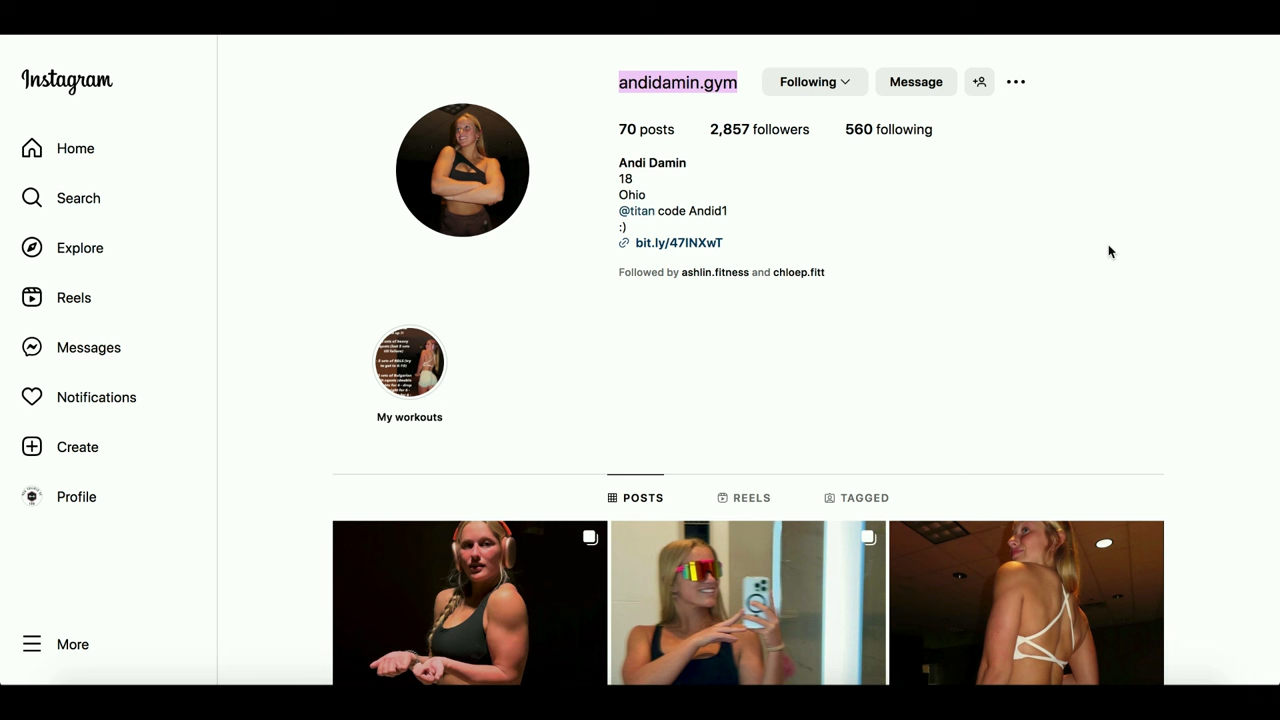 Instagram
Home
Search
Explore
Reels
Messages
Notifications
Create
Profile
More
andidamin.gym
Following
Message
70 posts
2,857 followers
560 following
Andi Damin
18
Ohio
@titan code Andid1
:)
bit.ly/47INXwT
Followed by ashlin.fitness and chloep.fitt
My workouts
POSTS
REELS
TAGGED